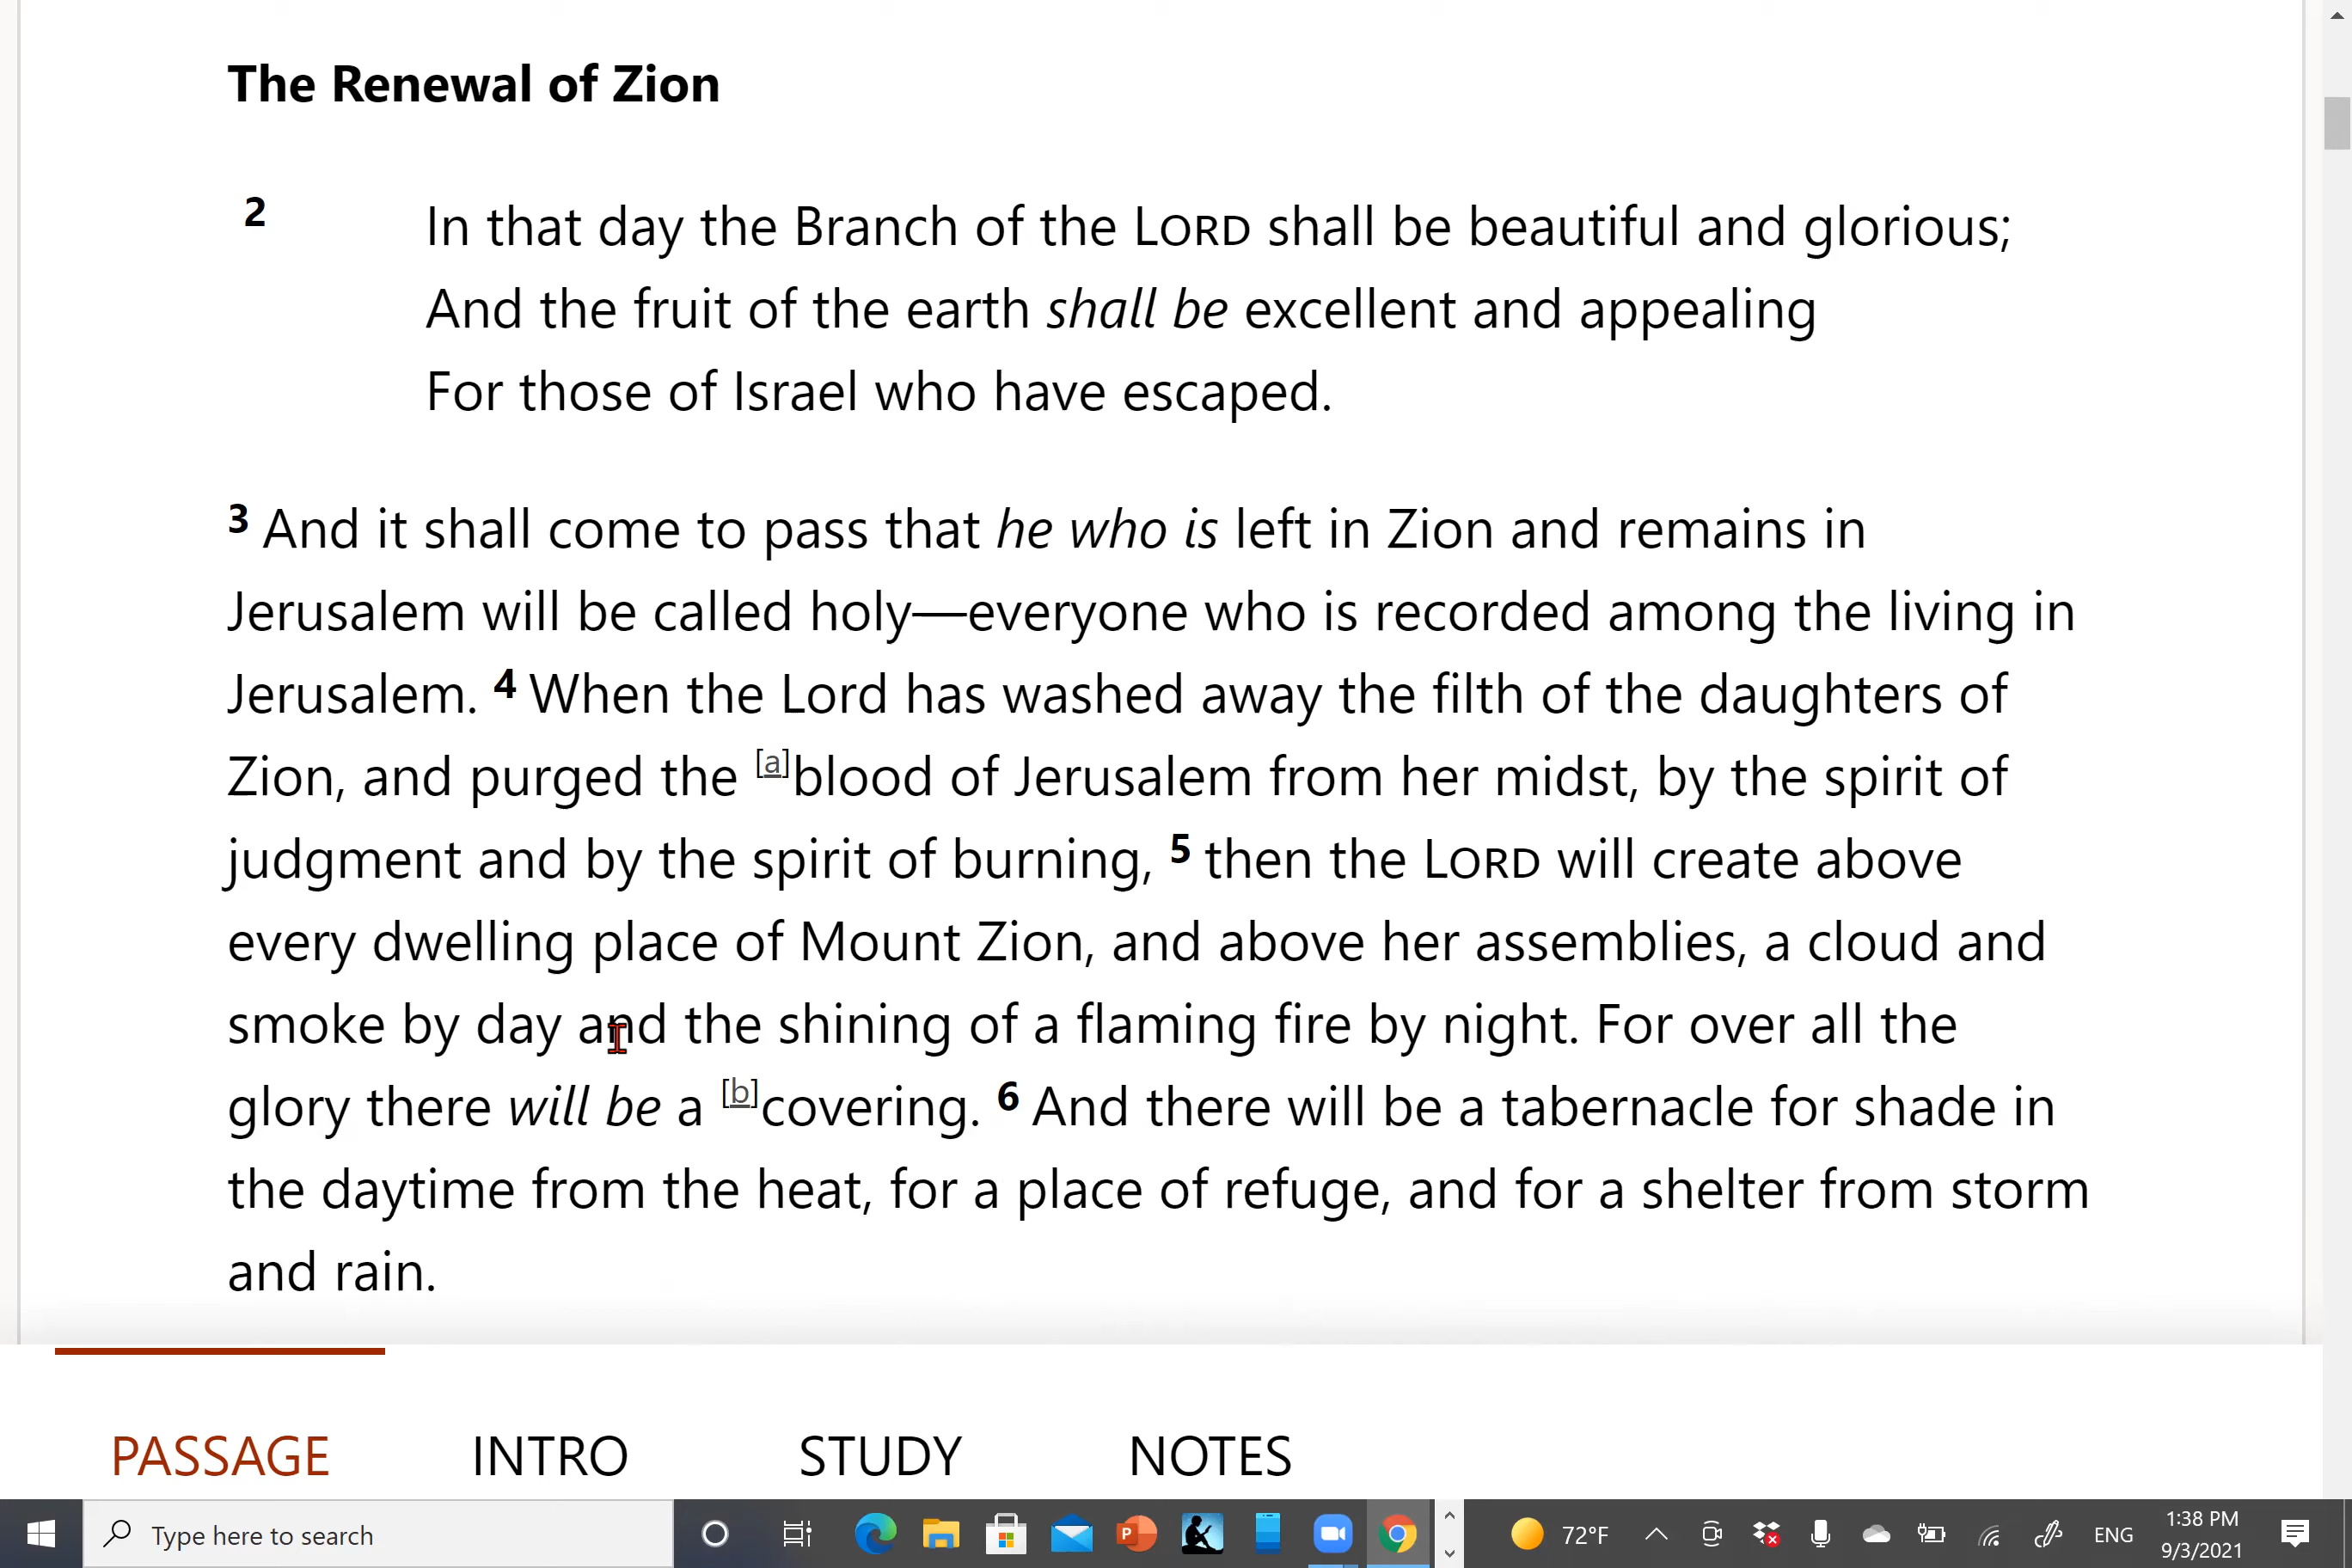 The Renewal of Zion
2 In that day the Branch of the LORD shall be beautiful and glorious;
And the fruit of the earth shall be excellent and appealing
For those of Israel who have escaped.
3 And it shall come to pass that he who is left in Zion and remains in
Jerusalem will be called holy—everyone who is recorded among the living in
Jerusalem. 4 When the Lord has washed away the filth of the daughters of
Zion, and purged the [a]blood of Jerusalem from her midst, by the spirit of
judgment and by the spirit of burning, 5 then the LORD will create above
every dwelling place of Mount Zion, and above her assemblies, a cloud and
smoke by day and the shining of a flaming fire by night. For over all the
glory there will be a [b]covering. 6 And there will be a tabernacle for shade in
the daytime from the heat, for a place of refuge, and for a shelter from storm
and rain.
PASSAGE INTRO STUDY NOTES
Type here to search
P
72°F
ENG
1:38 PM
9/3/2021